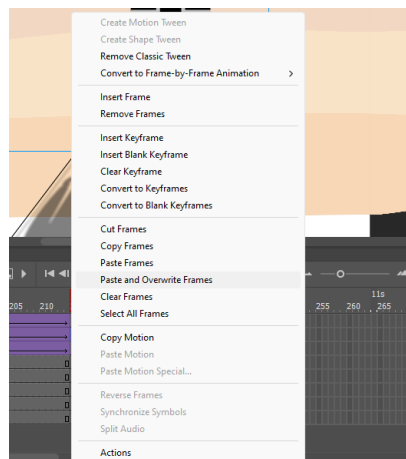 Create Motion Tween
Create Shape Tween
Remove Classic Tween
Convert to Frame-by-Frame Animation
Insert Frame
Remove Frames
Insert Keyframe
Insert Blank Keyframe
Clear Keyframe
Convert to Keyframes
Convert to Blank Keyframes
Cut Frames
Copy Frames
Paste Frames
Paste and Overwrite Frames
Clear Frames
Select All Frames
11s
205 210 255 260 265
Copy Motion
Paste Motion
Paste Motion Special...
Reverse Frames
Synchronize Symbols
Split Audio
Actions